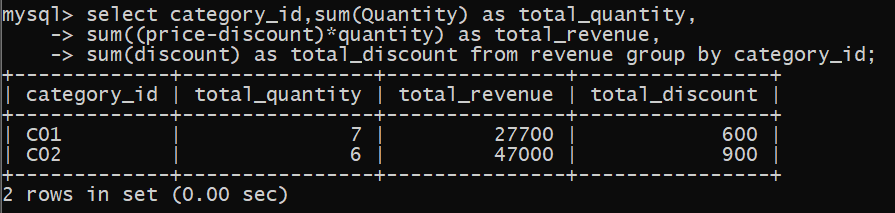 mysql> select category_id,sum(Quantity) as total_quantity,
    -> sum((price-discount)*quantity) as total_revenue,
    -> sum(discount) as total_discount from revenue group by category_id;
+-------------+----------------+---------------+----------------+
| category_id | total_quantity | total_revenue | total_discount |
+-------------+----------------+---------------+----------------+
| C01         |              7 |         27700 |            600 |
| C02         |              6 |         47000 |            900 |
+-------------+----------------+---------------+----------------+
2 rows in set (0.00 sec)